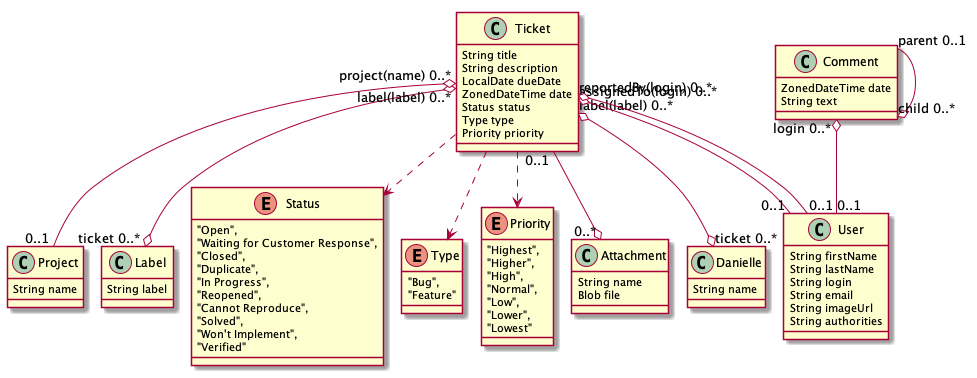 C Ticket
String title
String description
LocalDate dueDate
ZonedDateTime date
Status status
Type type
Priority priority
C Comment
ZonedDateTime date
String text
parent 0..1
child 0..*
login 0..*
project(name) 0..*
label(label) 0..*
reportedBy(login) 0..*
assignedTo(login) 0..*
label(label) 0..*
0..1
0..1
ticket 0..*
0..*
ticket 0..*
0..1
0..1
0..1
C Project
String name
C Label
String label
E Status
"Open",
"Waiting for Customer Response",
"Closed",
"Duplicate",
"In Progress",
"Reopened",
"Cannot Reproduce",
"Solved",
"Won't Implement",
"Verified"
E Type
"Bug",
"Feature"
E Priority
"Highest",
"Higher",
"High",
"Normal",
"Low",
"Lower",
"Lowest"
C Attachment
String name
Blob file
C Danielle
String name
C User
String firstName
String lastName
String login
String email
String imageUrl
String authorities